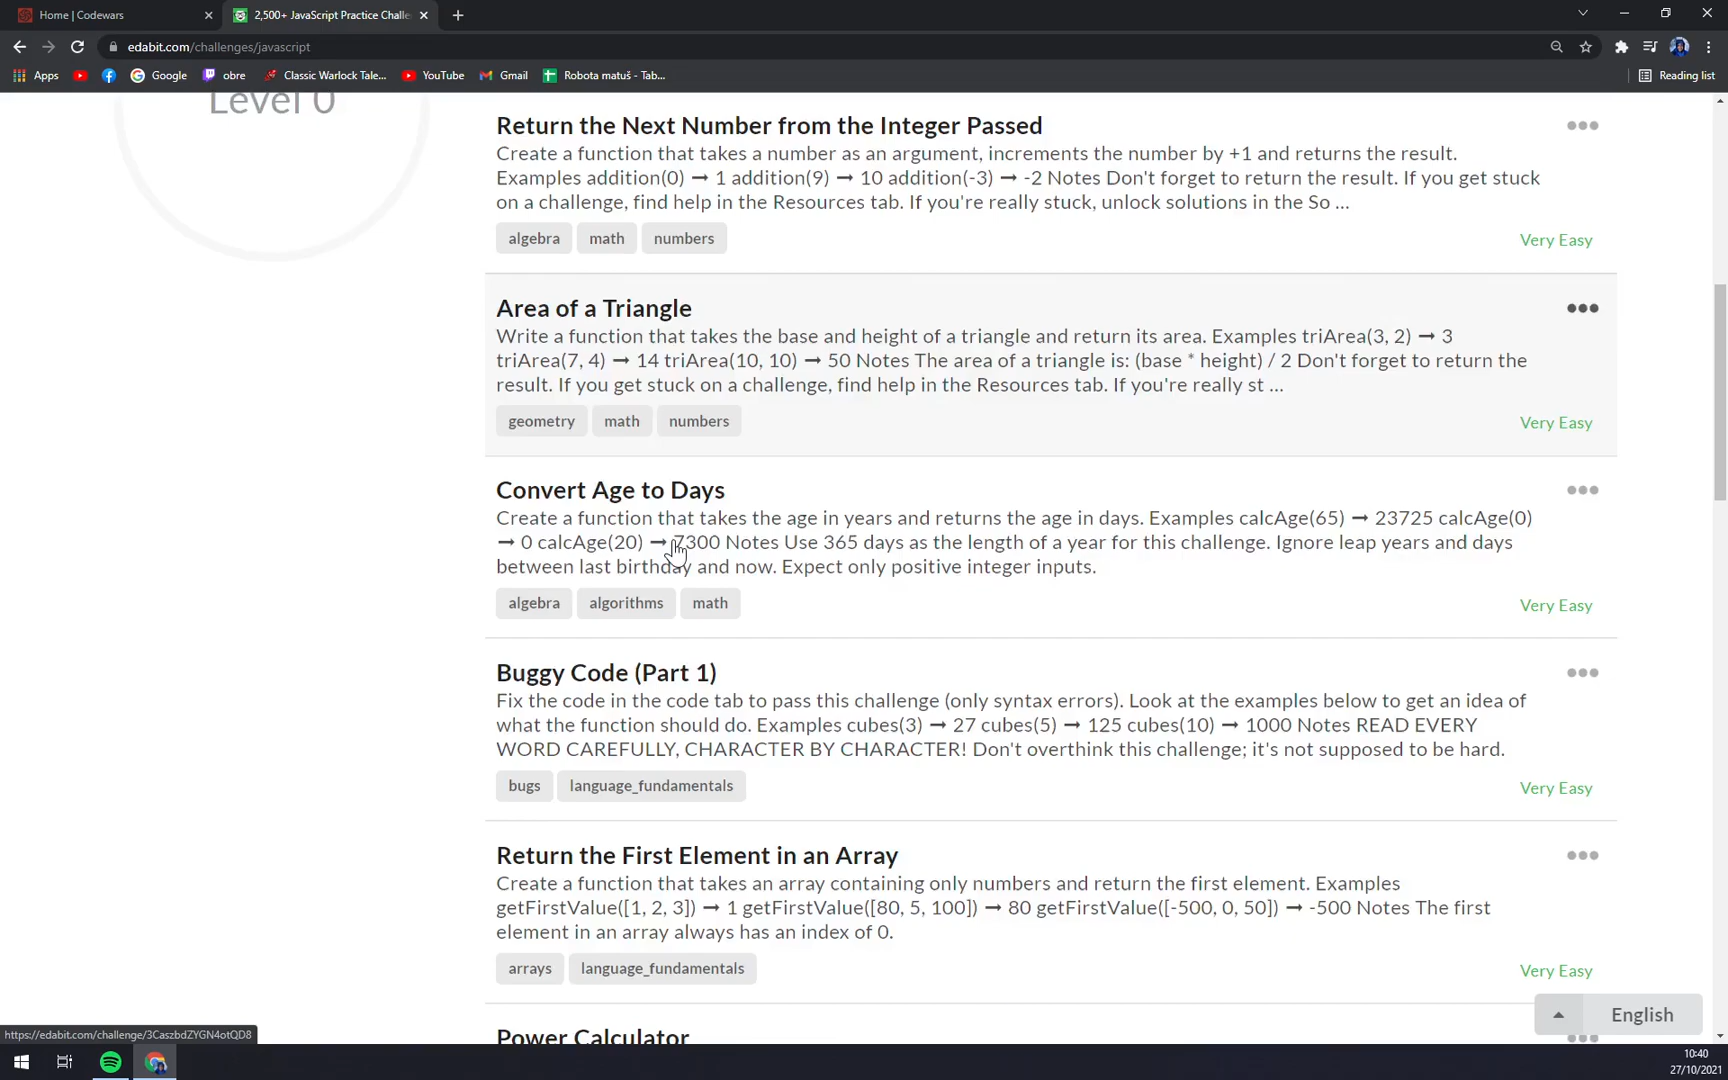 Home | Codewars
2,500+ JavaScript Practice Challe
edabit.com/challenges/javascript
Apps
Google
obre
Classic Warlock Tale...
YouTube
Gmail
Robota matuš - Tab...
Reading list
Level 0
Return the Next Number from the Integer Passed
Create a function that takes a number as an argument, increments the number by +1 and returns the result.
Examples addition(0) ➞ 1 addition(9) ➞ 10 addition(-3) ➞ -2 Notes Don't forget to return the result. If you get stuck
on a challenge, find help in the Resources tab. If you're really stuck, unlock solutions in the So ...
algebra math numbers
Very Easy
Area of a Triangle
Write a function that takes the base and height of a triangle and return its area. Examples triArea(3, 2) ➞ 3
triArea(7, 4) ➞ 14 triArea(10, 10) ➞ 50 Notes The area of a triangle is: (base * height) / 2 Don't forget to return the
result. If you get stuck on a challenge, find help in the Resources tab. If you're really st ...
geometry math numbers
Very Easy
Convert Age to Days
Create a function that takes the age in years and returns the age in days. Examples calcAge(65) ➞ 23725 calcAge(0)
➞ 0 calcAge(20) ➞ 7300 Notes Use 365 days as the length of a year for this challenge. Ignore leap years and days
between last birthday and now. Expect only positive integer inputs.
algebra algorithms math
Very Easy
Buggy Code (Part 1)
Fix the code in the code tab to pass this challenge (only syntax errors). Look at the examples below to get an idea of
what the function should do. Examples cubes(3) ➞ 27 cubes(5) ➞ 125 cubes(10) ➞ 1000 Notes READ EVERY
WORD CAREFULLY, CHARACTER BY CHARACTER! Don't overthink this challenge; it's not supposed to be hard.
bugs language_fundamentals
Very Easy
Return the First Element in an Array
Create a function that takes an array containing only numbers and return the first element. Examples
getFirstValue([1, 2, 3]) ➞ 1 getFirstValue([80, 5, 100]) ➞ 80 getFirstValue([-500, 0, 50]) ➞ -500 Notes The first
element in an array always has an index of 0.
arrays language_fundamentals
Very Easy
Power Calculator
English
https://edabit.com/challenge/3CaszbdZYGN4otQD8
10:40
27/10/2021